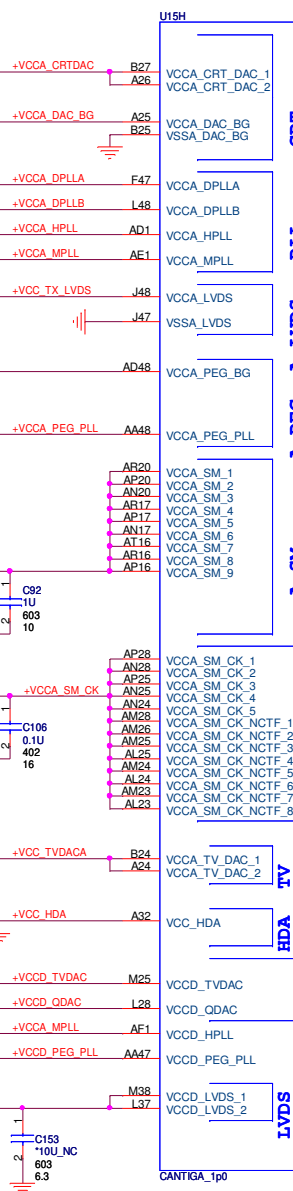 U15H
+VCCA_CRTDAC B27 VCCA_CRT_DAC_1
A26 VCCA_CRT_DAC_2
+VCCA_DAC_BG A25 VCCA_DAC_BG
B25 VSSA_DAC_BG
+VCCA_DPLLA F47 VCCA_DPLLA
+VCCA_DPLLB L48 VCCA_DPLLB
+VCCA_HPLL AD1 VCCA_HPLL
+VCCA_MPLL AE1 VCCA_MPLL
+VCC_TX_LVDS J48 VCCA_LVDS
J47 VSSA_LVDS
AD48 VCCA_PEG_BG
+VCCA_PEG_PLL AA48 VCCA_PEG_PLL
AR20 VCCA_SM_1
AP20 VCCA_SM_2
AN20 VCCA_SM_3
AR17 VCCA_SM_4
AP17 VCCA_SM_5
AN17 VCCA_SM_6
AT16 VCCA_SM_7
AR16 VCCA_SM_8
AP16 VCCA_SM_9
1
2
C92
1U
603
10
AP28 VCCA_SM_CK_1
AN28 VCCA_SM_CK_2
AP25 VCCA_SM_CK_3
+VCCA_SM_CK AN25 VCCA_SM_CK_4
AN24 VCCA_SM_CK_5
AM28 VCCA_SM_CK_NCTF_1
AM26 VCCA_SM_CK_NCTF_2
AM25 VCCA_SM_CK_NCTF_3
AL25 VCCA_SM_CK_NCTF_4
AM24 VCCA_SM_CK_NCTF_5
AL24 VCCA_SM_CK_NCTF_6
AM23 VCCA_SM_CK_NCTF_7
AL23 VCCA_SM_CK_NCTF_8
1
2
C106
0.1U
402
16
+VCC_TVDACA B24 VCCA_TV_DAC_1
A24 VCCA_TV_DAC_2
TV
+VCC_HDA A32 VCC_HDA
HDA
+VCCD_TVDAC M25 VCCD_TVDAC
+VCCD_QDAC L28 VCCD_QDAC
+VCCA_MPLL AF1 VCCD_HPLL
+VCCD_PEG_PLL AA47 VCCD_PEG_PLL
M38 VCCD_LVDS_1
L37 VCCD_LVDS_2
LVDS
1
2
C153
*10U_NC
603
6.3
CANTIGA_1p0